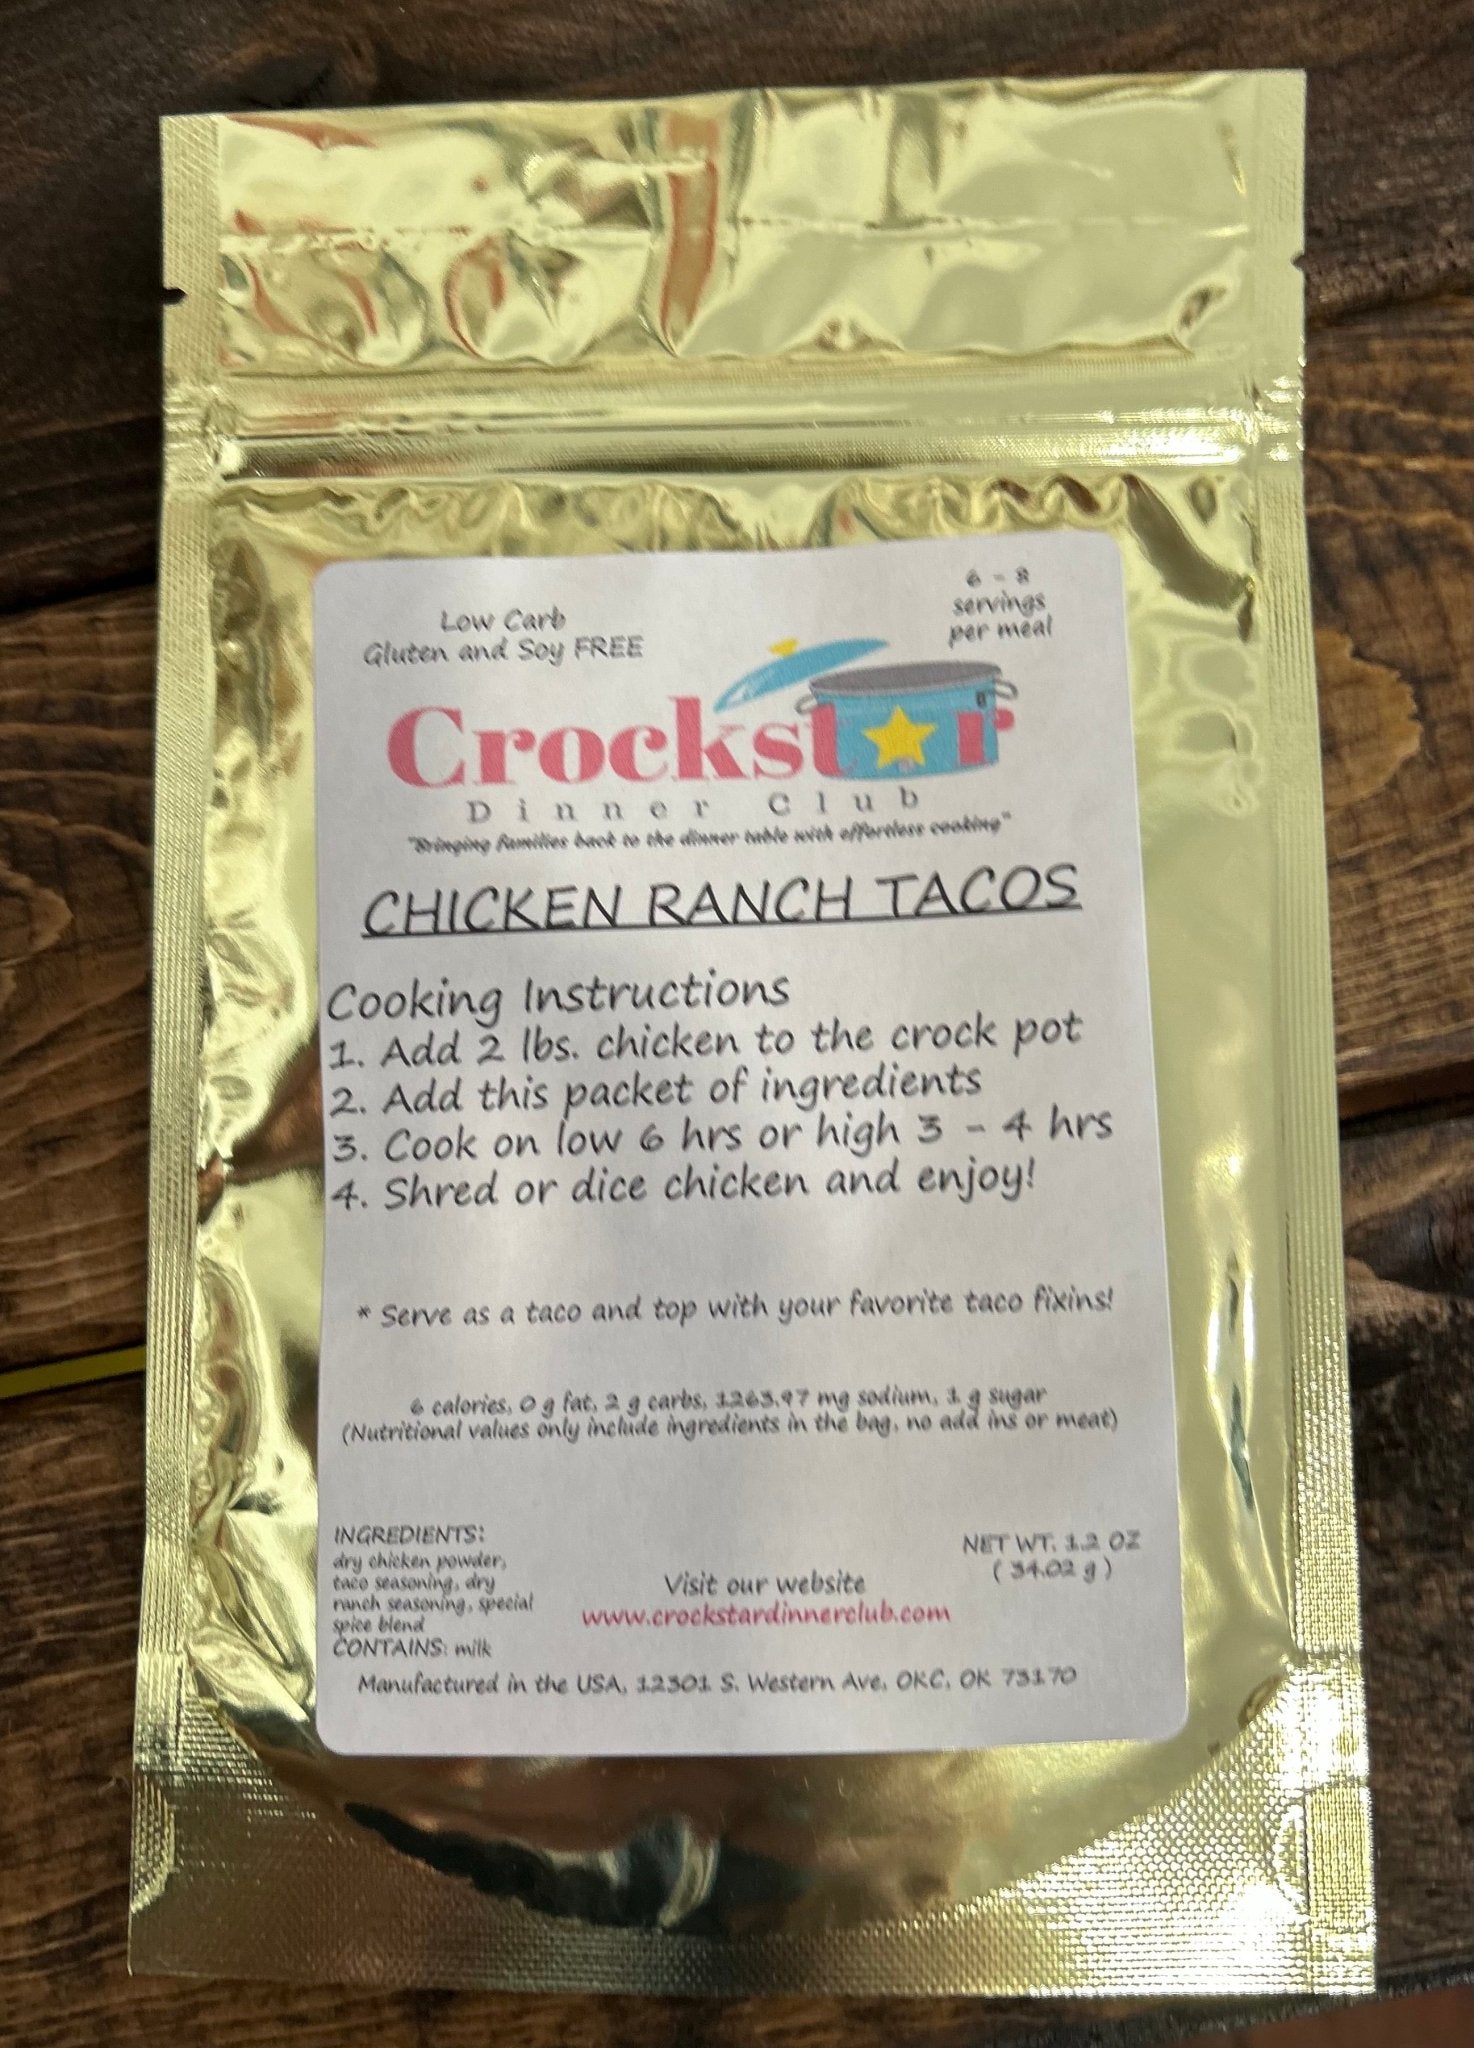 Low Carb
Gluten and Soy FREE
6 - 8
servings
per meal
Crockstar
Dinner Club
"Bringing families back to the dinner table with effortless cooking"
CHICKEN RANCH TACOS
Cooking Instructions
1. Add 2 lbs. chicken to the crock pot
2. Add this packet of ingredients
3. Cook on low 6 hrs or high 3 - 4 hrs
4. Shred or dice chicken and enjoy!
* Serve as a taco and top with your favorite taco fixins!
6 calories, 0 g fat, 2 g carbs, 1263.97 mg sodium, 1 g sugar
(Nutritional values only include ingredients in the bag, no add ins or meat)
INGREDIENTS:
dry chicken powder,
taco seasoning, dry
ranch seasoning, special
spice blend
CONTAINS: milk
Visit our website
www.crockstardinnerclub.com
NET WT. 1.2 OZ
( 34.02 g )
Manufactured in the USA, 12301 S. Western Ave, OKC, OK 73170